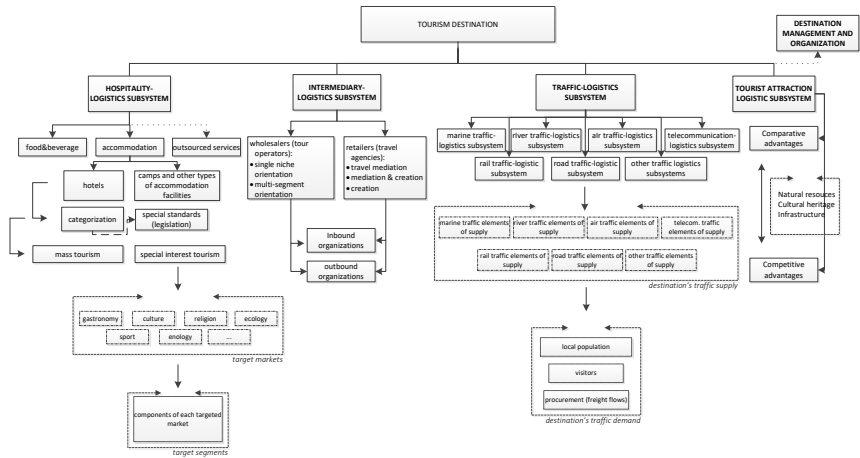 TOURISM DESTINATION
DESTINATION
MANAGEMENT AND
ORGANIZATION
HOSPITALITY-
LOGISTICS SUBSYSTEM
INTERMEDIARY-
LOGISTICS SUBSYSTEM
TRAFFIC-LOGISTICS
SUBSYSTEM
TOURIST ATTRACTION
LOGISTIC SUBSYSTEM
food&beverage
accommodation
outsourced services
hotels
camps and other types
of accommodation
facilities
categorization
special standards
(legislation)
mass tourism
special interest tourism
gastronomy
culture
religion
ecology
sport
enology
...
target markets
components of each targeted
market
target segments
wholesalers (tour
operators):
• single niche
orientation
• multi-segment
orientation
retailers (travel
agencies):
• travel mediation
• mediation & creation
• creation
Inbound
organizations
outbound
organizations
marine traffic-
logistics subsystem
river traffic-logistics
subsystem
air traffic-logistics
subsystem
telecommunication-
logistics subsystem
rail traffic-logistic
subsystem
road traffic-logistic
subsystem
other traffic logistics
subsystems
marine traffic elements
of supply
river traffic elements of
supply
air traffic elements of
supply
telecom. traffic
elements of supply
rail traffic elements of
supply
road traffic elements of
supply
other traffic elements
of supply
destination's traffic supply
local population
visitors
procurement (freight flows)
destination's traffic demand
Comparative
advantages
Natural resouces
Cultural heritage
Infrastructure
Competitive
advantages